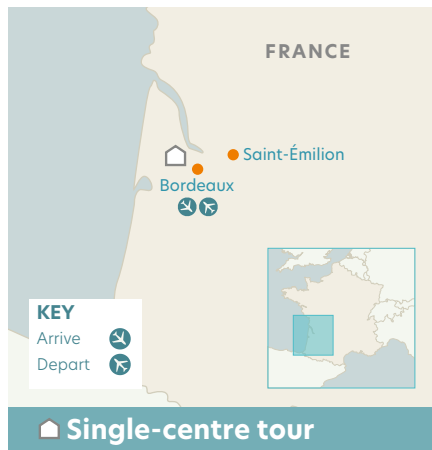 FRANCE
Saint-Émilion
Bordeaux
KEY
Arrive
Depart
Single-centre tour